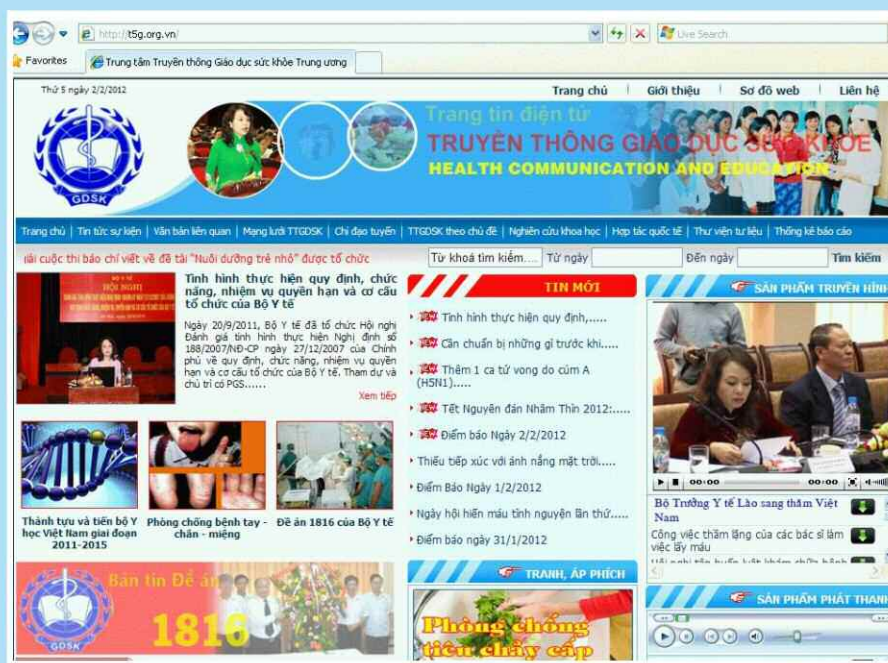 http://t5g.org.vn/
Live Search
Favorites
Trung tâm Truyền thông Giáo dục sức khỏe Trung ương
Thứ 5 ngày 2/2/2012
Trang chủ | Giới thiệu | Sơ đồ web | Liên hệ
GDSK
Trang tin điện tử
TRUYỀN THÔNG GIÁO DỤC SỨC KHOẺ
HEALTH COMMUNICATION AND EDUCATION
Trang chủ | Tin tức sự kiện | Văn bản liên quan | Mạng lưới TTGDSK | Chỉ đạo tuyến | TTGDSK theo chủ đề | Nghiên cứu khoa học | Hợp tác quốc tế | Thư viện tư liệu | Thống kê báo cáo
cuộc thi báo chí viết về đề tài "Nuôi dưỡng trẻ nhỏ" được tổ chức
Từ khoá tìm kiếm.... Từ ngày Đến ngày Tìm kiếm
HỘI NGHỊ
Tình hình thực hiện quy định, chức
năng, nhiệm vụ quyền hạn và cơ cấu
tổ chức của Bộ Y tế
Ngày 20/9/2011, Bộ Y tế đã tổ chức Hội nghị
Đánh giá tình hình thực hiện Nghị định số
188/2007/NĐ-CP ngày 27/12/2007 của Chính
phủ về quy định, chức năng, nhiệm vụ quyền
hạn và cơ cấu tổ chức của Bộ Y tế. Tham dự và
chủ trì có PGS......
Xem tiếp
Thành tựu và tiến bộ Y
học Việt Nam giai đoạn
2011-2015
Phòng chống bệnh tay -
chân - miệng
Đề án 1816 của Bộ Y tế
Bản tin Đề án
1816
GDSK
TIN MỚI
Tình hình thực hiện quy định,.....
Cần chuẩn bị những gì trước khi.....
Thêm 1 ca tử vong do cúm A
(H5N1).....
Tết Nguyên đán Nhâm Thìn 2012:.....
Điểm báo Ngày 2/2/2012
Thiếu tiếp xúc với ánh nắng mặt trời.....
Điểm Báo Ngày 1/2/2012
Ngày hội hiến máu tình nguyện lần thứ.....
Điểm báo ngày 31/1/2012
TRANH, ÁP PHÍCH
Phòng chống
tiêu chảy cấp
SẢN PHẨM TRUYỀN HÌNH
00:00 00:00
Bộ Trưởng Y tế Lào sang thăm Việt
Nam
Công việc thầm lặng của các bác sĩ làm
việc lấy máu
SẢN PHẨM PHÁT THANH